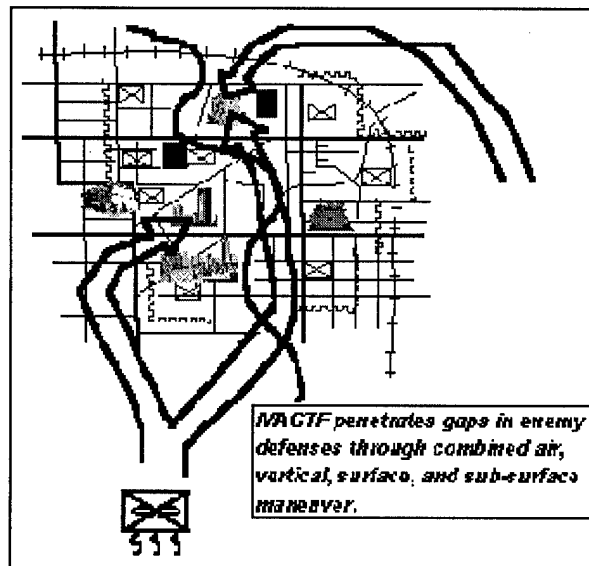 MAGTF penetrates gaps in enemy
defenses through combined air,
vertical, surface, and sub-surface
maneuver.